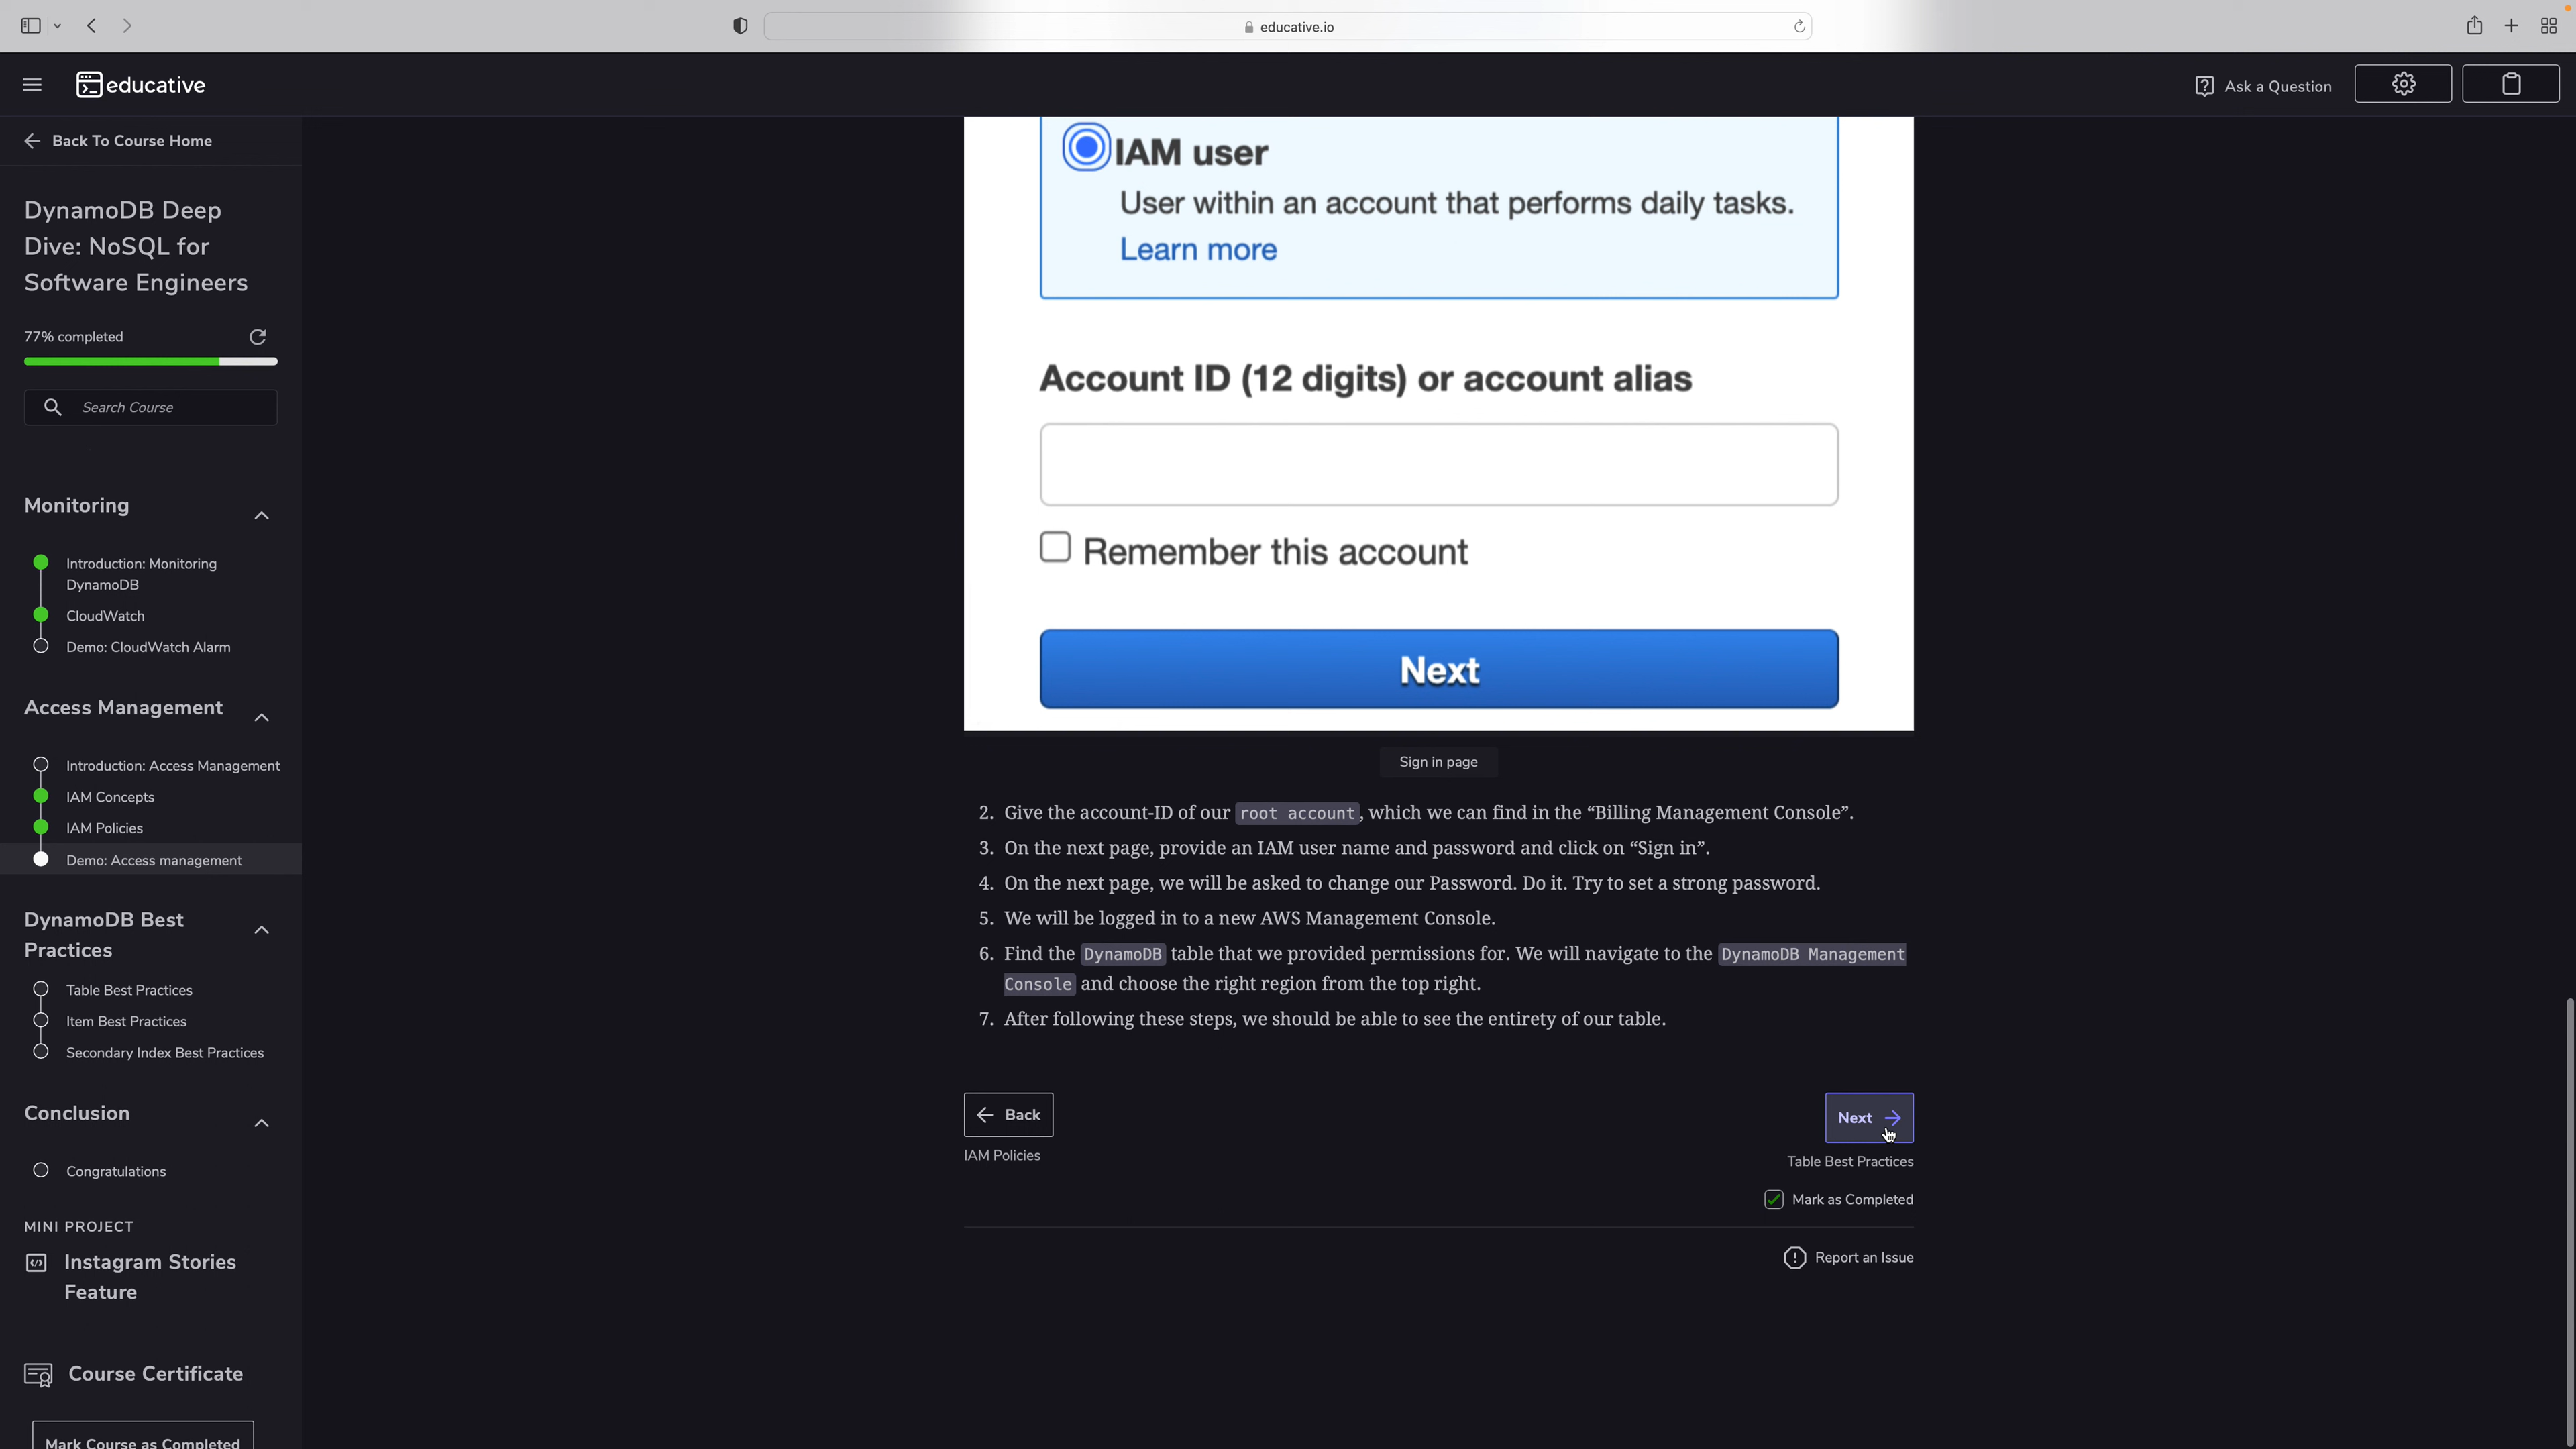 educative.io
educative
Ask a Question
Back To Course Home
DynamoDB Deep
Dive: NoSQL for
Software Engineers
77% completed
Search Course
Monitoring
Introduction: Monitoring
DynamoDB
CloudWatch
Demo: CloudWatch Alarm
Access Management
Introduction: Access Management
IAM Concepts
IAM Policies
Demo: Access management
DynamoDB Best
Practices
Table Best Practices
Item Best Practices
Secondary Index Best Practices
Conclusion
Congratulations
MINI PROJECT
Instagram Stories
Feature
Course Certificate
Mark Course as Completed
IAM user
User within an account that performs daily tasks.
Learn more
Account ID (12 digits) or account alias
Remember this account
Next
Sign in page
2. Give the account-ID of our root account, which we can find in the “Billing Management Console”.
3. On the next page, provide an IAM user name and password and click on “Sign in”.
4. On the next page, we will be asked to change our Password. Do it. Try to set a strong password.
5. We will be logged in to a new AWS Management Console.
6. Find the DynamoDB table that we provided permissions for. We will navigate to the DynamoDB Management
Console and choose the right region from the top right.
7. After following these steps, we should be able to see the entirety of our table.
Back
Next
IAM Policies
Table Best Practices
Mark as Completed
Report an Issue